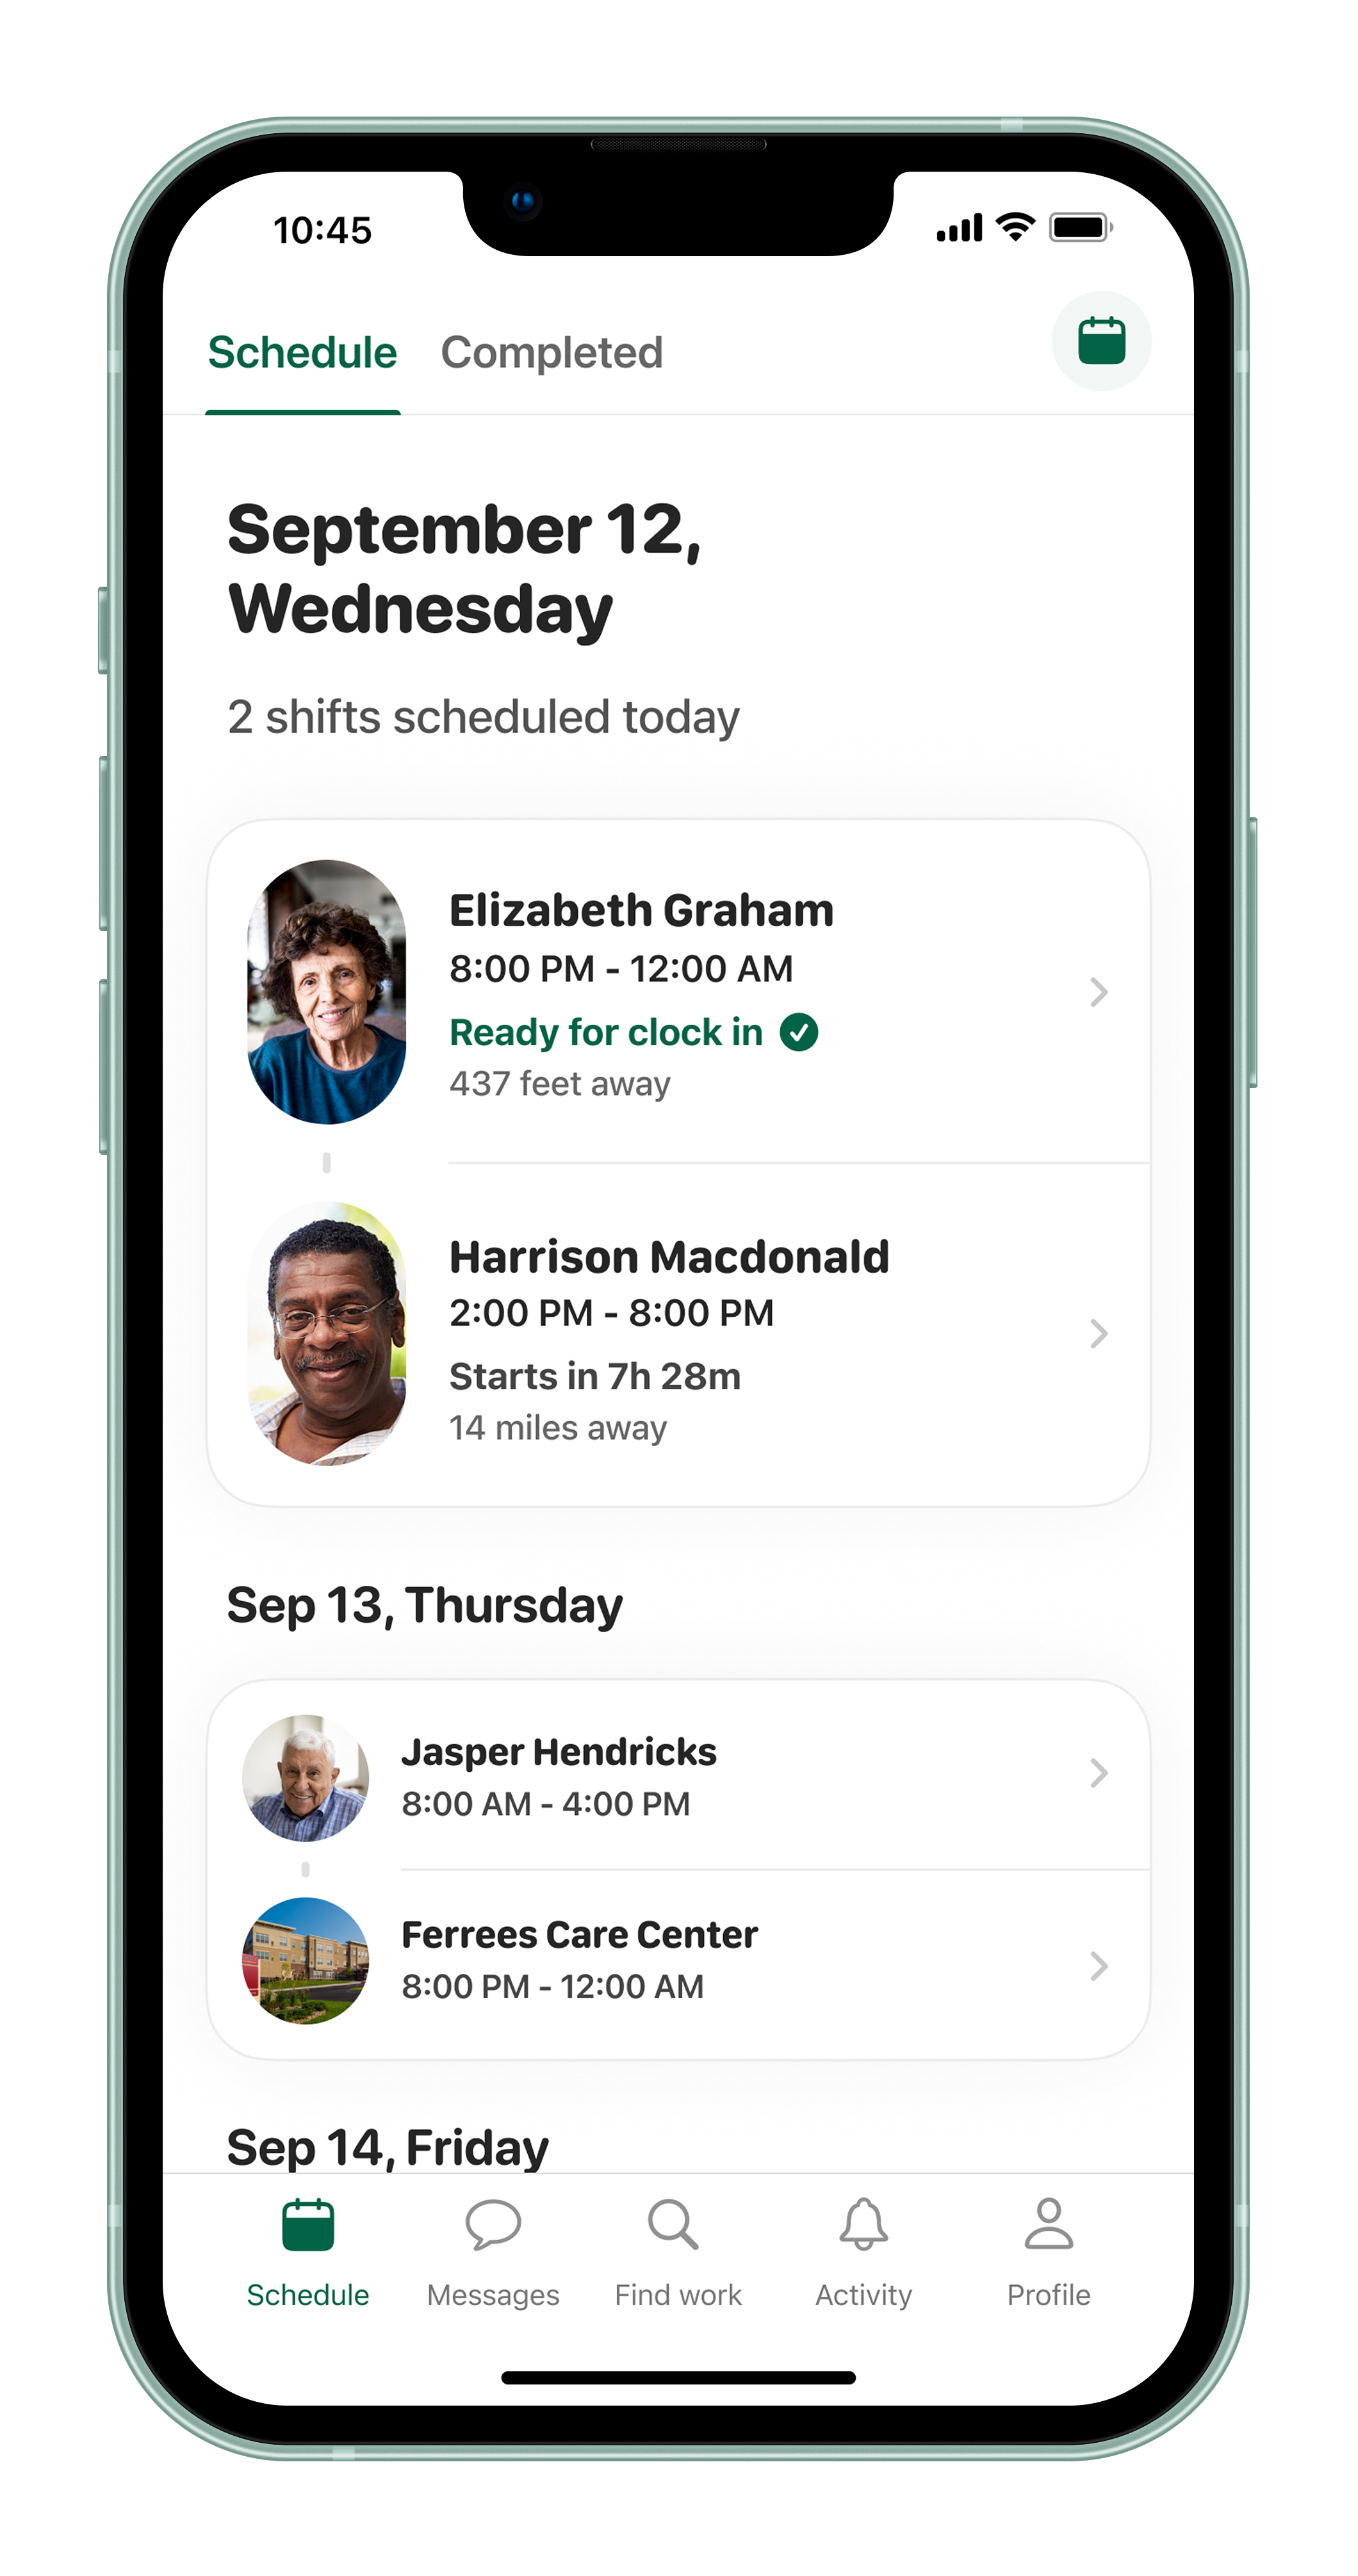 10:45
Schedule Completed
September 12,
Wednesday
2 shifts scheduled today
Elizabeth Graham
8:00 PM - 12:00 AM
Ready for clock in
437 feet away
Harrison Macdonald
2:00 PM - 8:00 PM
Starts in 7h 28m
14 miles away
Sep 13, Thursday
Jasper Hendricks
8:00 AM - 4:00 PM
Ferrees Care Center
8:00 PM - 12:00 AM
Sep 14, Friday
Schedule Messages Find work Activity Profile